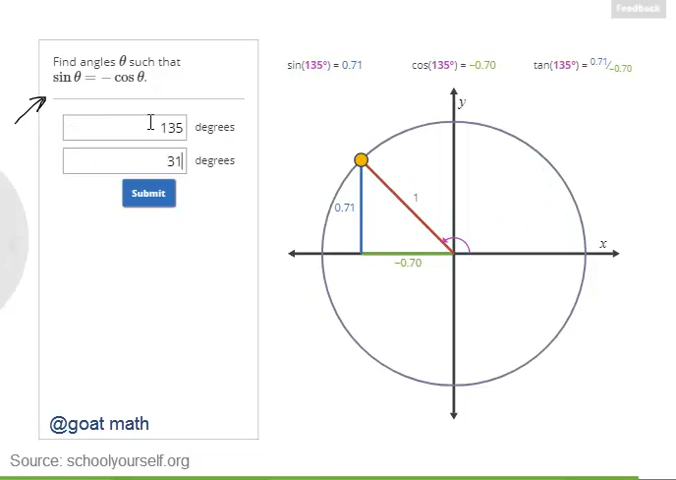 Feedback
Find angles θ such that
sin θ = − cos θ.
135 degrees
31 degrees
Submit
sin(135°) = 0.71
cos(135°) = −0.70
tan(135°) = 0.71/−0.70
y
1
0.71
x
−0.70
@goat math
Source: schoolyourself.org